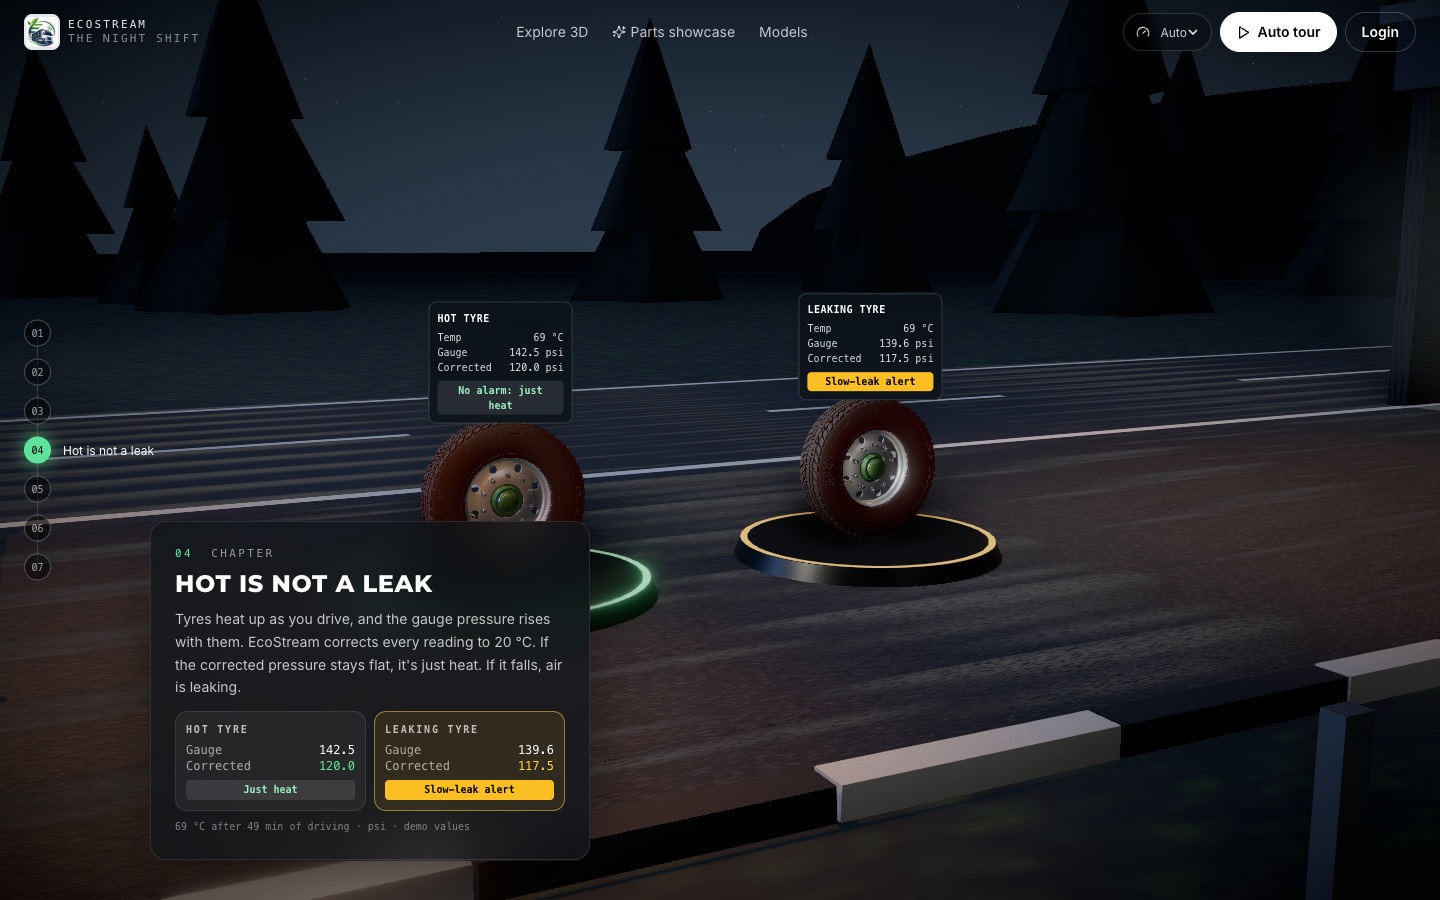 ECOSTREAM
THE NIGHT SHIFT
Explore 3D
Parts showcase
Models
Auto
Auto tour
Login
HOT TYRE
Temp 69 °C
Gauge 142.5 psi
Corrected 120.0 psi
No alarm: just
heat
LEAKING TYRE
Temp 69 °C
Gauge 139.6 psi
Corrected 117.5 psi
Slow-leak alert
01
02
03
04 Hot is not a leak
05
06
07
04 CHAPTER
HOT IS NOT A LEAK
Tyres heat up as you drive, and the gauge pressure rises
with them. EcoStream corrects every reading to 20 °C. If
the corrected pressure stays flat, it's just heat. If it falls, air
is leaking.
HOT TYRE
Gauge 142.5
Corrected 120.0
Just heat
LEAKING TYRE
Gauge 139.6
Corrected 117.5
Slow-leak alert
69 °C after 49 min of driving · psi · demo values